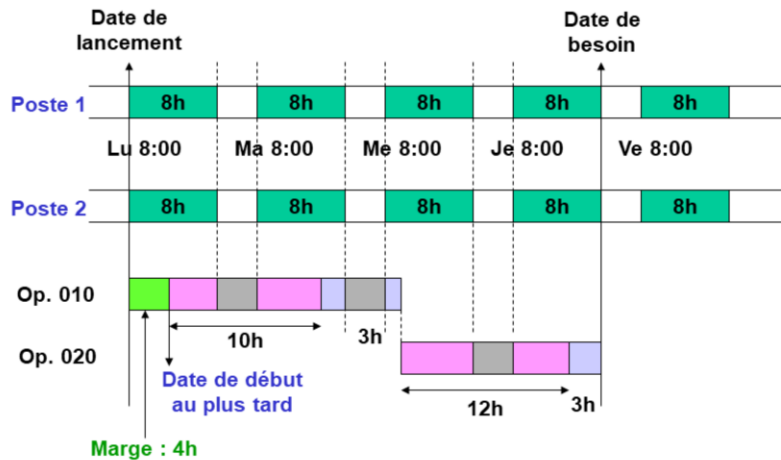 Date de
lancement
Date de
besoin
Poste 1
8h
8h
8h
8h
8h
Lu 8:00
Ma 8:00
Me 8:00
Je 8:00
Ve 8:00
Poste 2
8h
8h
8h
8h
8h
Op. 010
10h
3h
Op. 020
Date de début
au plus tard
12h
3h
Marge : 4h